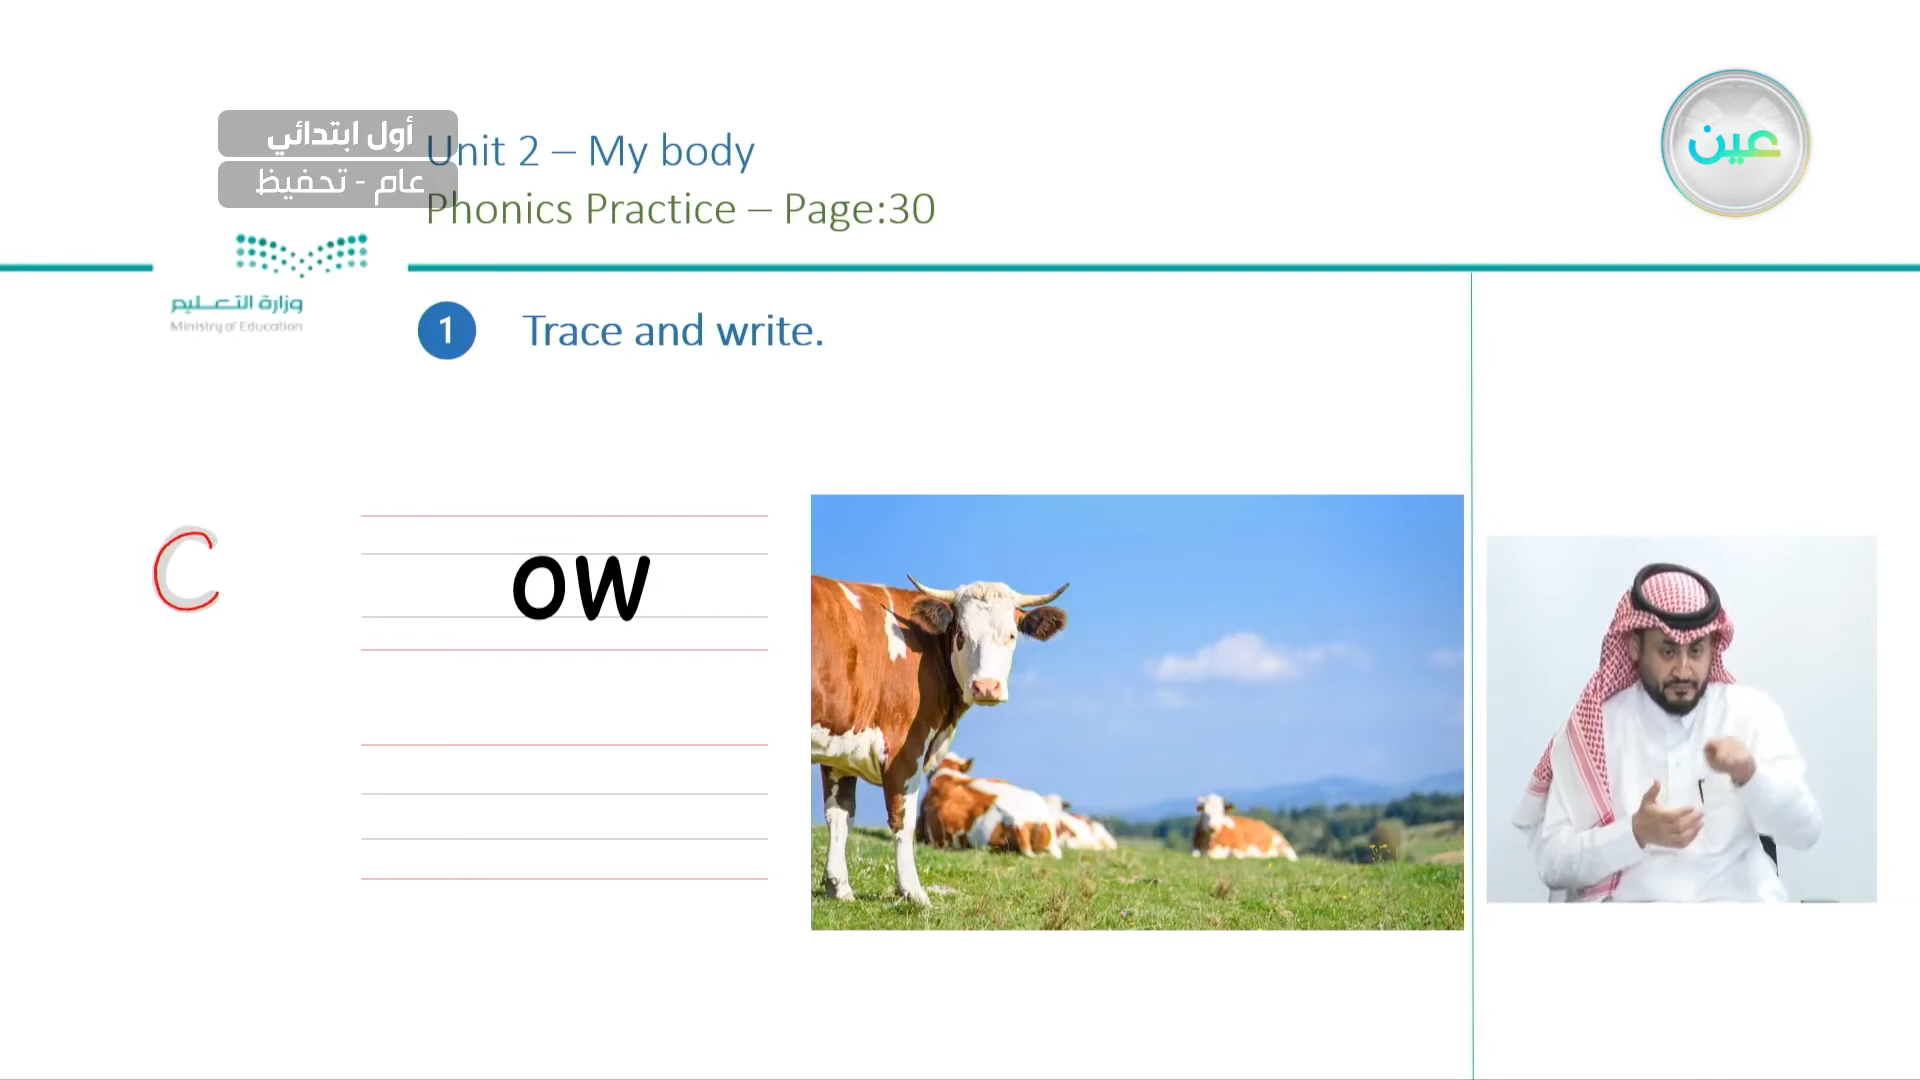 أول ابتدائي
عام - تحفيظ
Unit 2 – My body
Phonics Practice – Page:30
عين
وزارة التعليم
Ministry of Education
1 Trace and write.
c ow